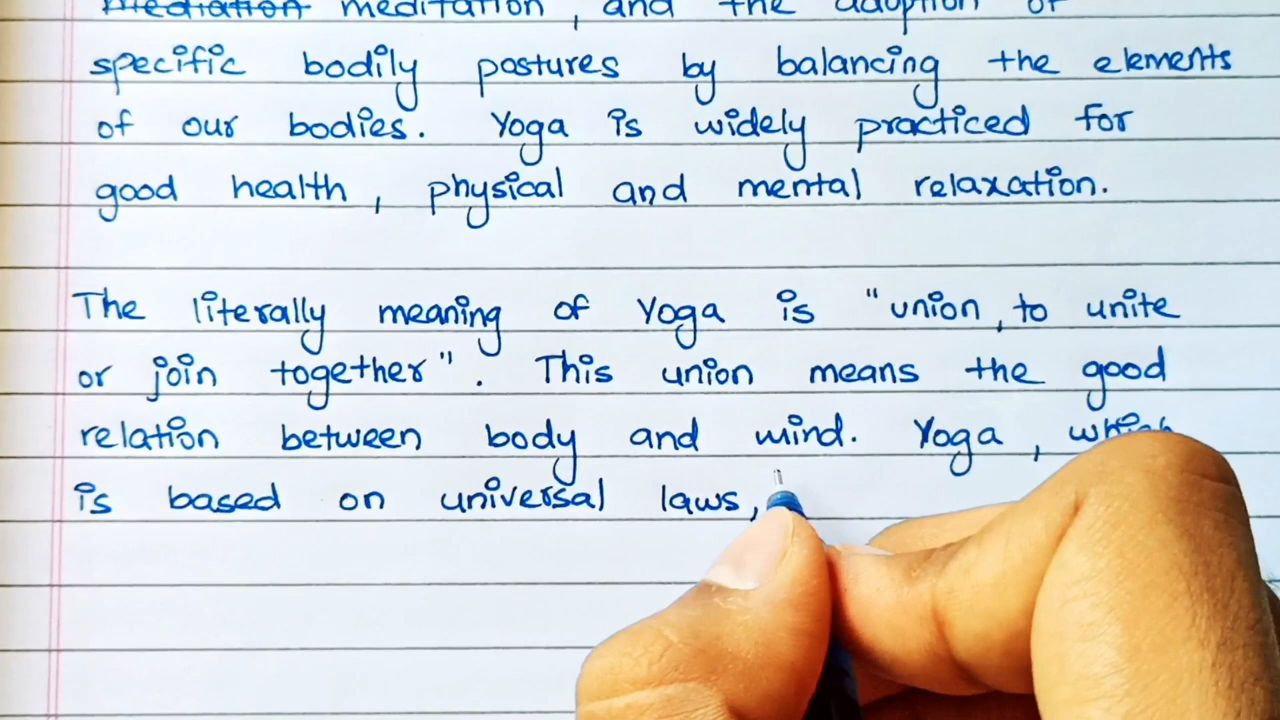 mediation meditation, and the adoption of
specific bodily postures by balancing the elements
of our bodies. Yoga is widely practiced for
good health, physical and mental relaxation.
The literally meaning of Yoga is "union, to unite
or join together". This union means the good
relation between body and mind. Yoga, which
is based on universal laws,